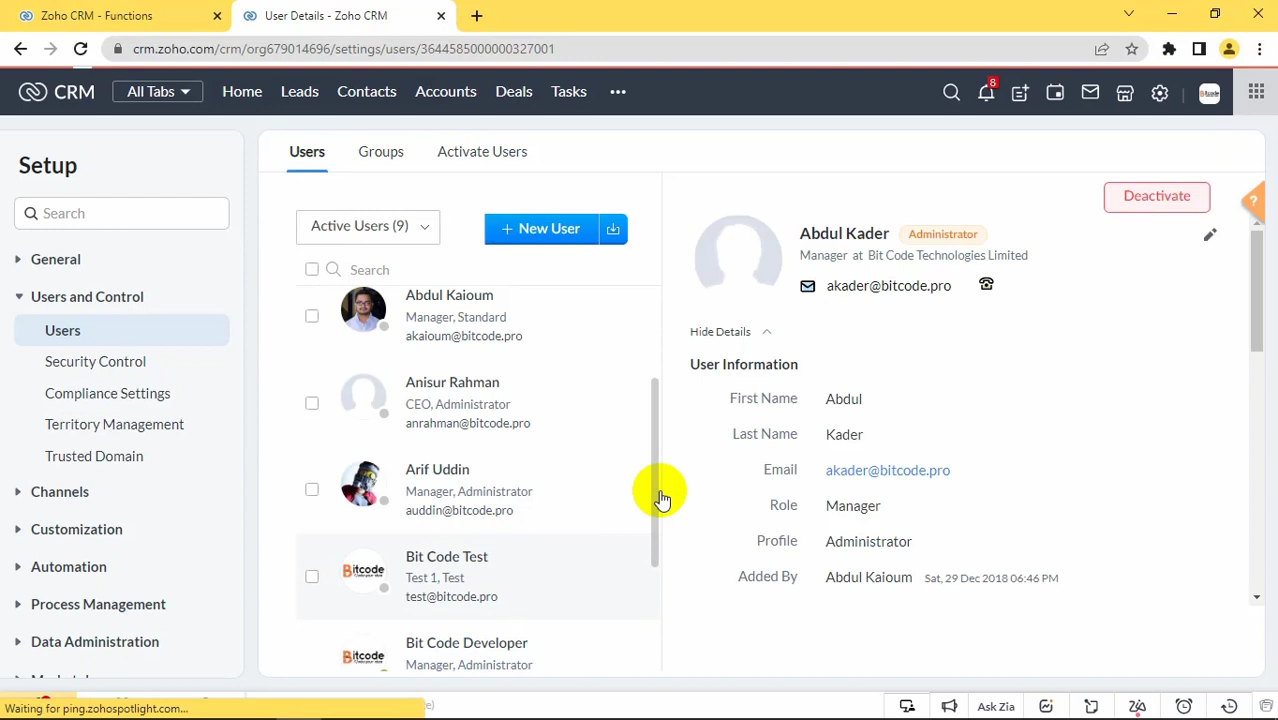 Zoho CRM - Functions
User Details - Zoho CRM
crm.zoho.com/crm/org679014696/settings/users/3644585000000327001
CRM
All Tabs
Home
Leads
Contacts
Accounts
Deals
Tasks
8
Bitcode
Setup
Search
General
Users and Control
Users
Security Control
Compliance Settings
Territory Management
Trusted Domain
Channels
Customization
Automation
Process Management
Data Administration
Users
Groups
Activate Users
Active Users (9)
+ New User
Search
Abdul Kaioum
Manager, Standard
akaioum@bitcode.pro
Anisur Rahman
CEO, Administrator
anrahman@bitcode.pro
Arif Uddin
Manager, Administrator
auddin@bitcode.pro
Bitcode
Bit Code Test
Test 1, Test
test@bitcode.pro
Bitcode
Bit Code Developer
Manager, Administrator
Deactivate
?
Abdul Kader
Administrator
Manager at Bit Code Technologies Limited
akader@bitcode.pro
Hide Details
User Information
First Name Abdul
Last Name Kader
Email akader@bitcode.pro
Role Manager
Profile Administrator
Added By Abdul Kaioum Sat, 29 Dec 2018 06:46 PM
Waiting for ping.zohospotlight.com...
Ask Zia